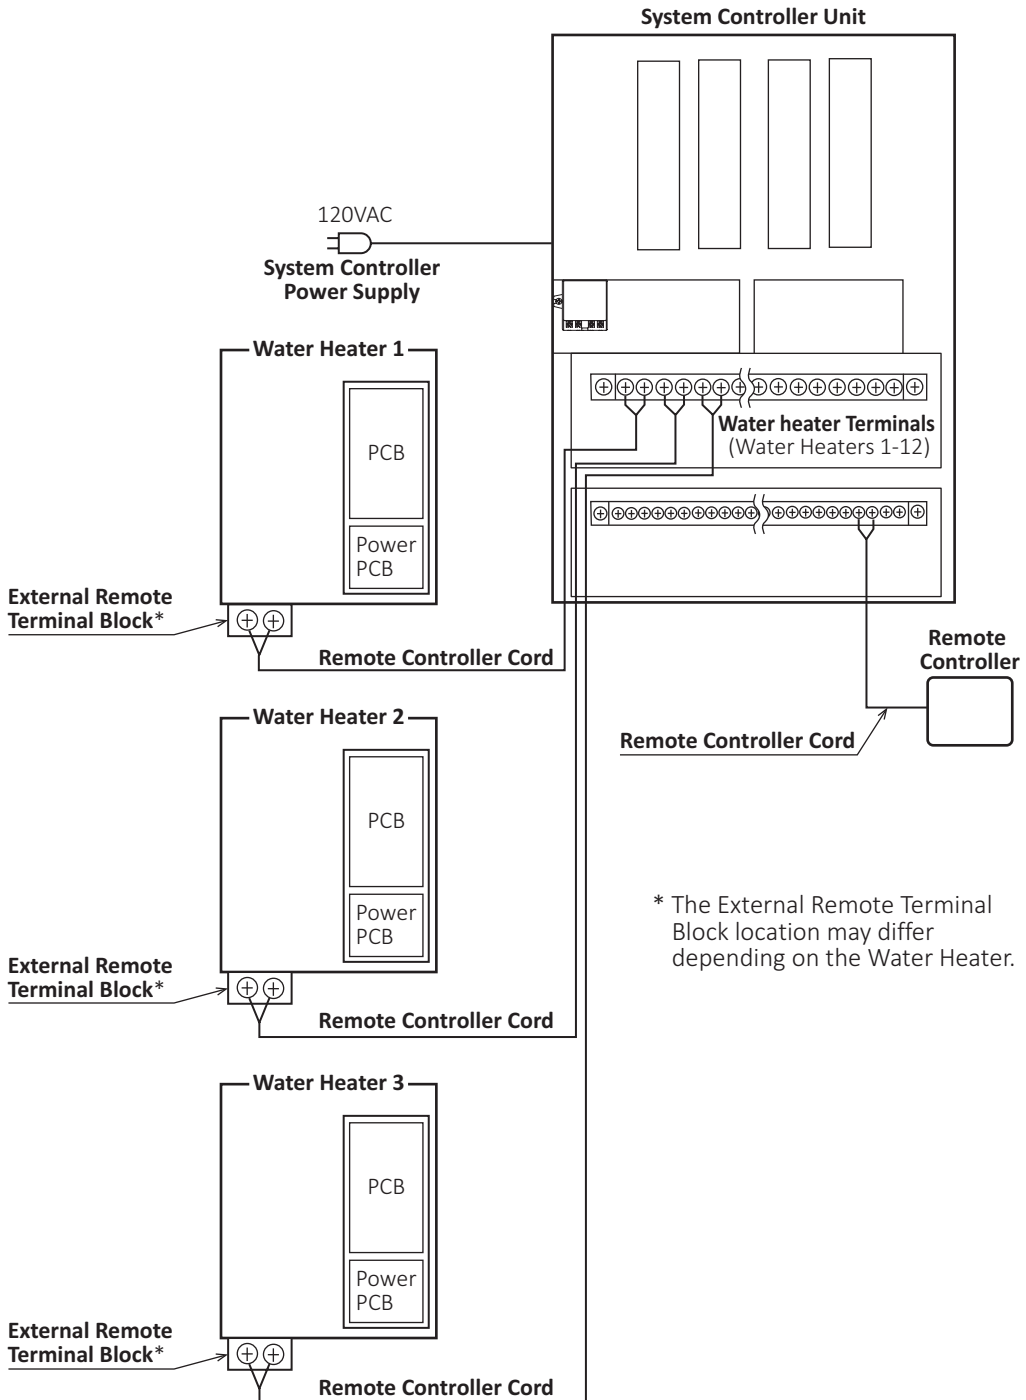 System Controller Unit
120VAC
System Controller
Power Supply
Water Heater 1
PCB
Power
PCB
Water heater Terminals
(Water Heaters 1-12)
External Remote
Terminal Block*
Remote Controller Cord
Remote
Controller
Remote Controller Cord
Water Heater 2
PCB
Power
PCB
External Remote
Terminal Block*
Remote Controller Cord
* The External Remote Terminal
Block location may differ
depending on the Water Heater.
Water Heater 3
PCB
Power
PCB
External Remote
Terminal Block*
Remote Controller Cord